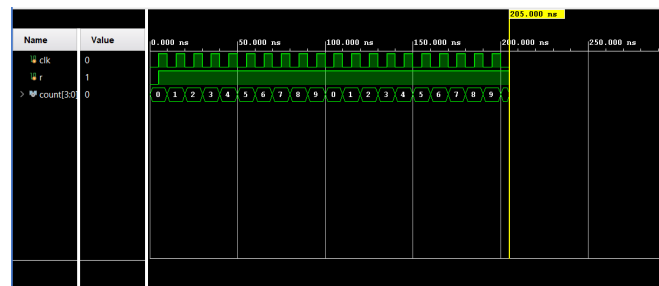 205.000 ns
Name Value 0.000 ns 50.000 ns 100.000 ns 150.000 ns 200.000 ns 250.000 ns
clk 0
r 1
> count[3:0] 0 0 1 2 3 4 5 6 7 8 9 0 1 2 3 4 5 6 7 8 9